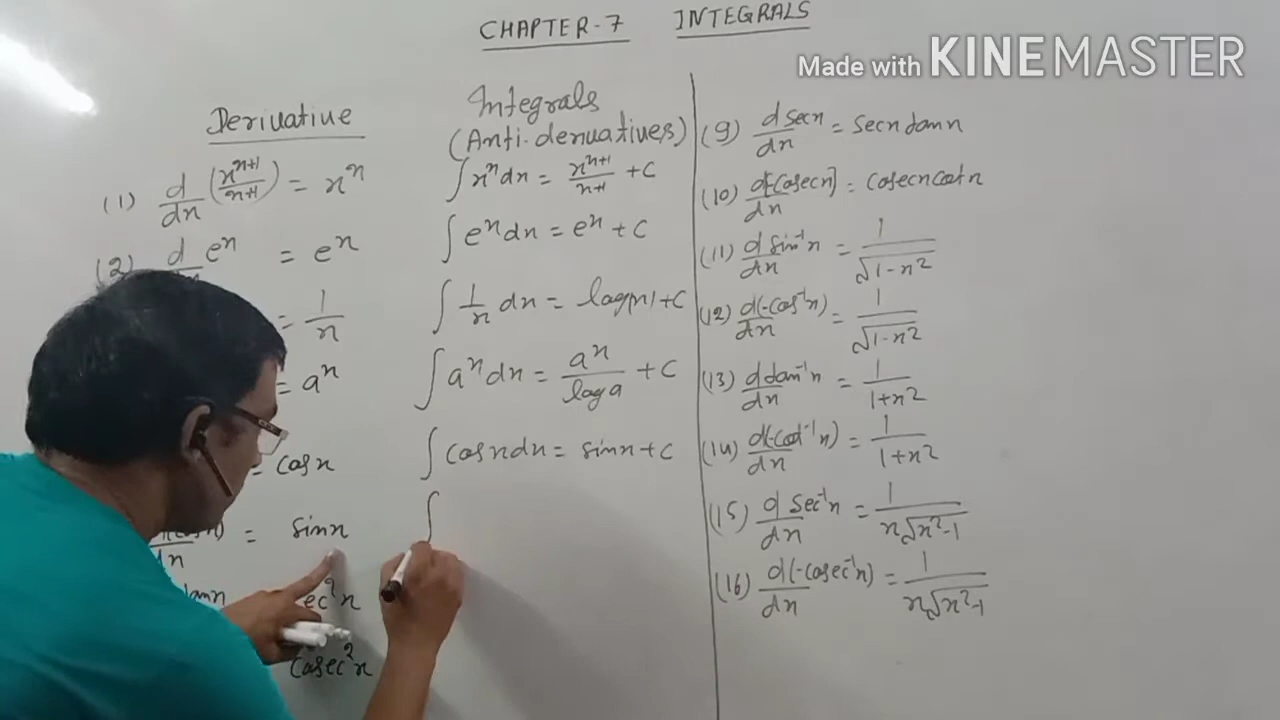 CHAPTER-7 INTEGRALS
Made with KINEMASTER
Derivative
(1) d/dx (x^(n+1)/(n+1)) = x^n
(2) d e^x = e^x
= 1/x
= a^x
= cos x
= sin x
sec²x
Cosec²x
Integrals
(Anti-derivatives)
∫ x^n dx = x^(n+1)/(n+1) + C
∫ e^x dx = e^x + C
∫ 1/x dx = log|x| + C
∫ a^x dx = a^x/log a + C
∫ cos x dx = sin x + C
∫
(9) d sec x/dx = sec x tan x
(10) d[-cosec x]/dx = cosec x cot x
(11) d sin⁻¹x/dx = 1/√(1-x²)
(12) d(-cos⁻¹x)/dx = 1/√(1-x²)
(13) d tan⁻¹x/dx = 1/(1+x²)
(14) d(-cot⁻¹x)/dx = 1/(1+x²)
(15) d sec⁻¹x/dx = 1/(x√(x²-1))
(16) d(-cosec⁻¹x)/dx = 1/(x√(x²-1))